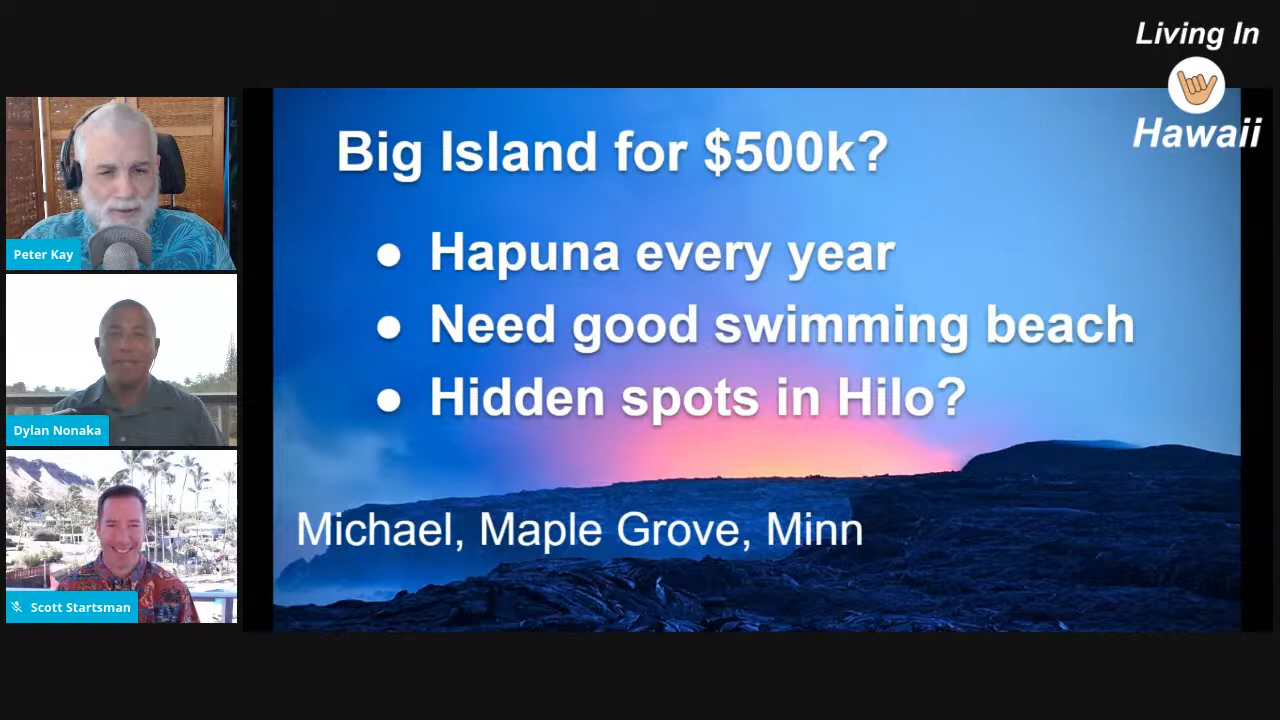 Living In
Hawaii
Big Island for $500k?
● Hapuna every year
● Need good swimming beach
● Hidden spots in Hilo?
Michael, Maple Grove, Minn
Peter Kay
Dylan Nonaka
Scott Startsman